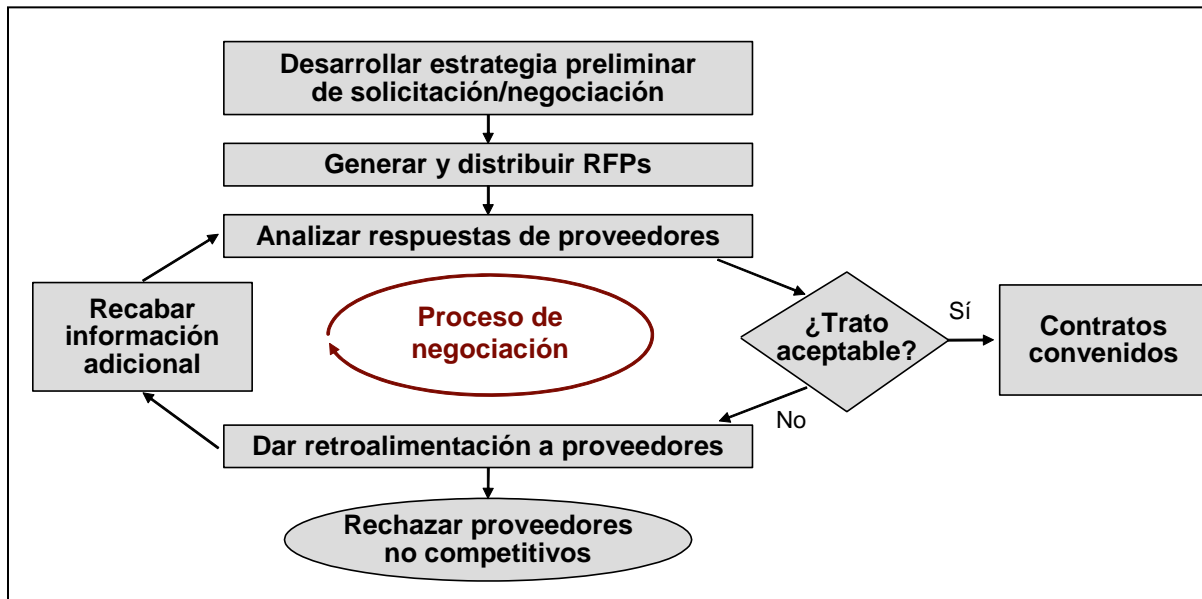 Desarrollar estrategia preliminar
de solicitación/negociación
Generar y distribuir RFPs
Analizar respuestas de proveedores
Recabar
información
adicional
Proceso de
negociación
¿Trato
aceptable?
Sí
Contratos
convenidos
No
Dar retroalimentación a proveedores
Rechazar proveedores
no competitivos